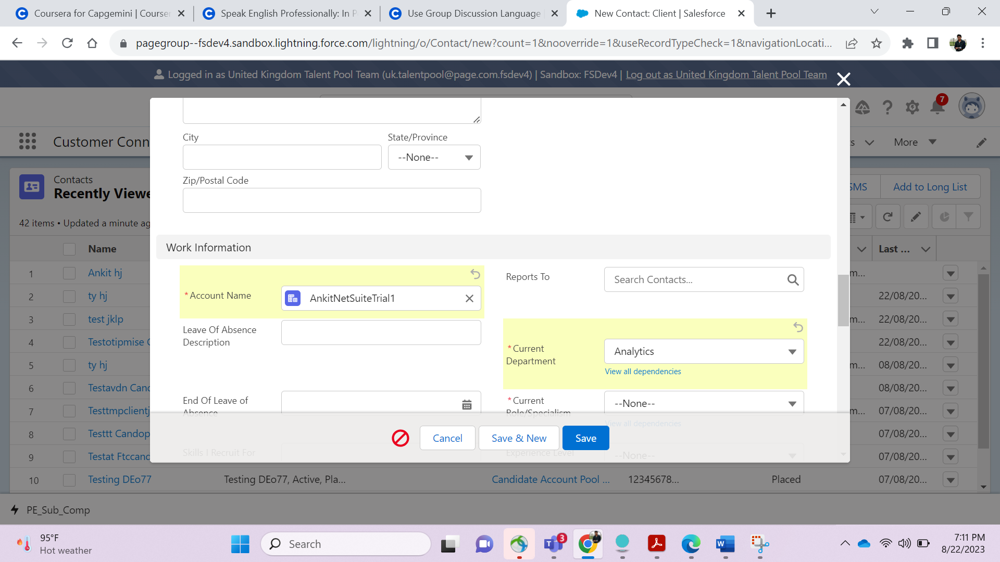 Coursera for Capgemini | Courser
Speak English Professionally: In P
Use Group Discussion Language
New Contact: Client | Salesforce
pagegroup--fsdev4.sandbox.lightning.force.com/lightning/o/Contact/new?count=1&nooverride=1&useRecordTypeCheck=1&navigationLocati...
Logged in as United Kingdom Talent Pool Team (uk.talentpool@page.com.fsdev4) | Sandbox: FSDev4 | Log out as United Kingdom Talent Pool Team
7
Customer Conn
s
More
Contacts
Recently Viewe
SMS
Add to Long List
42 items • Updated a minute ag
Name
Last ...
1 Ankit hj m...
2 ty hj 22/08/20...
3 test jklp m... 22/08/20...
4 Testotipmise C 22/08/20...
5 ty hj m... 08/08/20...
6 Testavdn Cand 08/08/20...
7 Testtmpclientj m... 07/08/20...
8 Testtt Candop 07/08/20...
9 Testat Ftccand 07/08/20...
10 Testing DEo77 Testing DEo77, Active, Pla... Candidate Account Pool ... 12345678... Placed 07/08/20...
City
State/Province
--None--
Zip/Postal Code
Work Information
*Account Name
AnkitNetSuiteTrial1
Reports To
Search Contacts...
Leave Of Absence
Description
*Current
Department
Analytics
View all dependencies
End Of Leave of
Absence
*Current
Role/Specialism
--None--
View all dependencies
Skills I Recruit For
Experience Level
--None--
Cancel
Save & New
Save
PE_Sub_Comp
95°F
Hot weather
Search
3
7:11 PM
8/22/2023